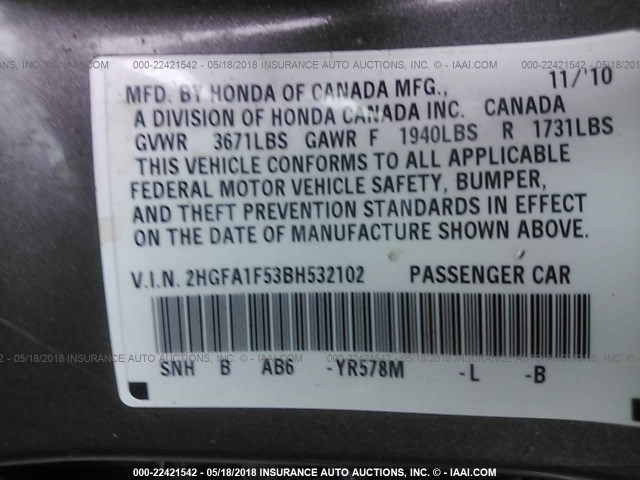 000-22421542 - 05/18/2018 INSURANCE AUTO AUCTIONS, INC. - © - IAAI.COM
MFD. BY HONDA OF CANADA MFG., 11/'10
A DIVISION OF HONDA CANADA INC. CANADA
GVWR 3671LBS GAWR F 1940LBS R 1731LBS
THIS VEHICLE CONFORMS TO ALL APPLICABLE
FEDERAL MOTOR VEHICLE SAFETY, BUMPER,
AND THEFT PREVENTION STANDARDS IN EFFECT
ON THE DATE OF MANUFACTURE SHOWN ABOVE.
V.I.N. 2HGFA1F53BH532102 PASSENGER CAR
SNH B AB6 -YR578M -L -B
000-22421542 - 05/18/2018 INSURANCE AUTO AUCTIONS, INC. - © - IAAI.COM